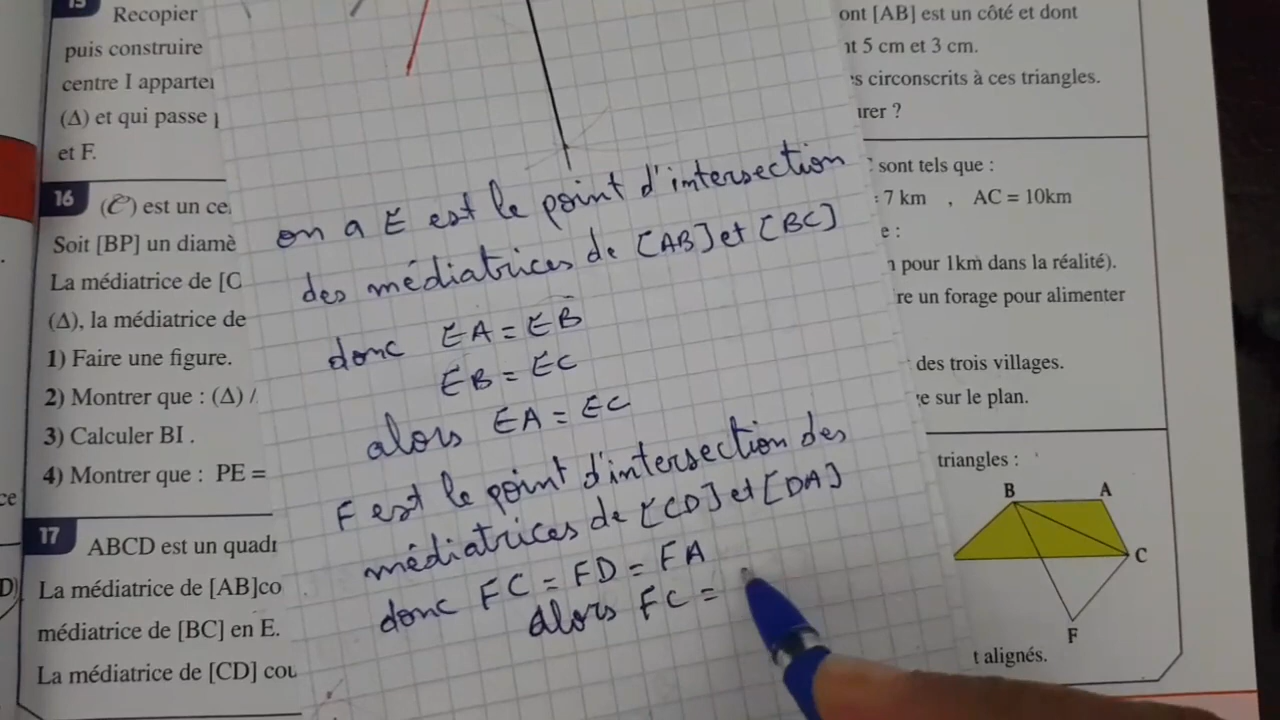 15
Recopier
puis construire
centre I apparte
(Δ) et qui passe
et F.
16
(C) est un ce
Soit [BP] un diamè
La médiatrice de [C
(Δ), la médiatrice de
1) Faire une figure.
2) Montrer que : (Δ) /
3) Calculer BI .
4) Montrer que : PE =
17
ABCD est un quadr
La médiatrice de [AB]co
médiatrice de [BC] en E.
La médiatrice de [CD] cou
ce
D)
on a E est le point d'intersection
des médiatrices de [AB] et [BC]
donc EA = EB
EB = EC
alors EA = EC
F est le point d'intersection des
médiatrices de [CD] et [DA]
donc FC = FD = FA
alors FC =
ont [AB] est un côté et dont
nt 5 cm et 3 cm.
s circonscrits à ces triangles.
urer ?
C sont tels que :
= 7 km , AC = 10km
e :
n pour 1km dans la réalité).
re un forage pour alimenter
des trois villages.
e sur le plan.
triangles :
B
A
C
F
t alignés.